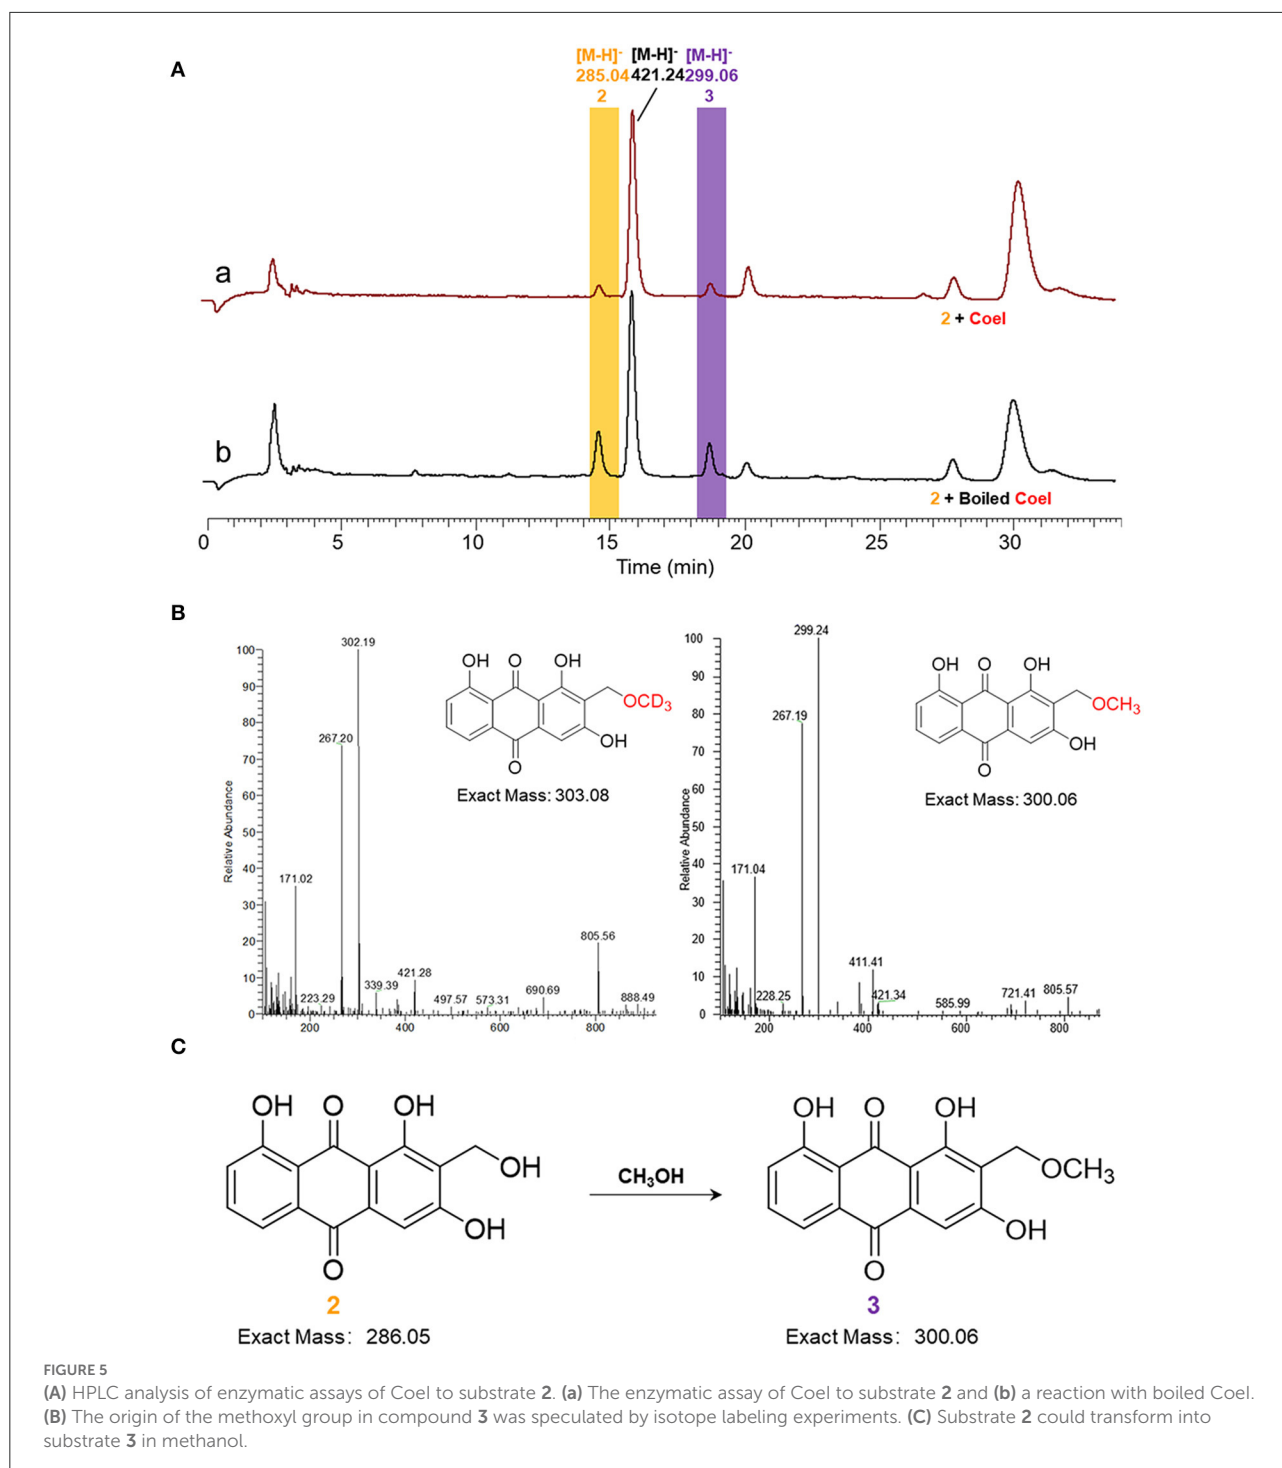 A
[M-H]- [M-H]- [M-H]-
285.04 421.24 299.06
2 3
a
2 + CoeI
b
2 + Boiled CoeI
0 5 10 15 20 25 30
Time (min)
B
302.19
100
90
80
70
60
50
40
30
20
10
0
Relative Abundance
267.20
171.02
223.29
339.39
421.28
497.57
573.31
690.69
805.56
888.49
200 400 600 800
OH O OH
OCD3
OH
O
Exact Mass: 303.08
299.24
100
90
80
70
60
50
40
30
20
10
0
Relative Abundance
267.19
171.04
228.25
411.41
421.34
585.99
721.41
805.57
200 400 600 800
OH O OH
OCH3
OH
O
Exact Mass: 300.06
C
OH O OH
OH
OH
O
2
Exact Mass: 286.05
CH3OH
OH O OH
OCH3
OH
O
3
Exact Mass: 300.06
FIGURE 5
(A) HPLC analysis of enzymatic assays of CoeI to substrate 2. (a) The enzymatic assay of CoeI to substrate 2 and (b) a reaction with boiled CoeI.
(B) The origin of the methoxyl group in compound 3 was speculated by isotope labeling experiments. (C) Substrate 2 could transform into
substrate 3 in methanol.